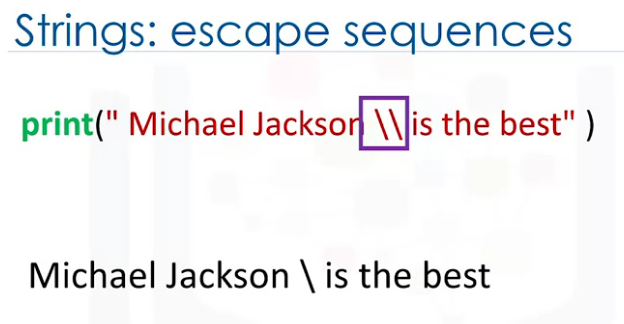 Strings: escape sequences
print(" Michael Jackson \\ is the best" )
Michael Jackson \ is the best